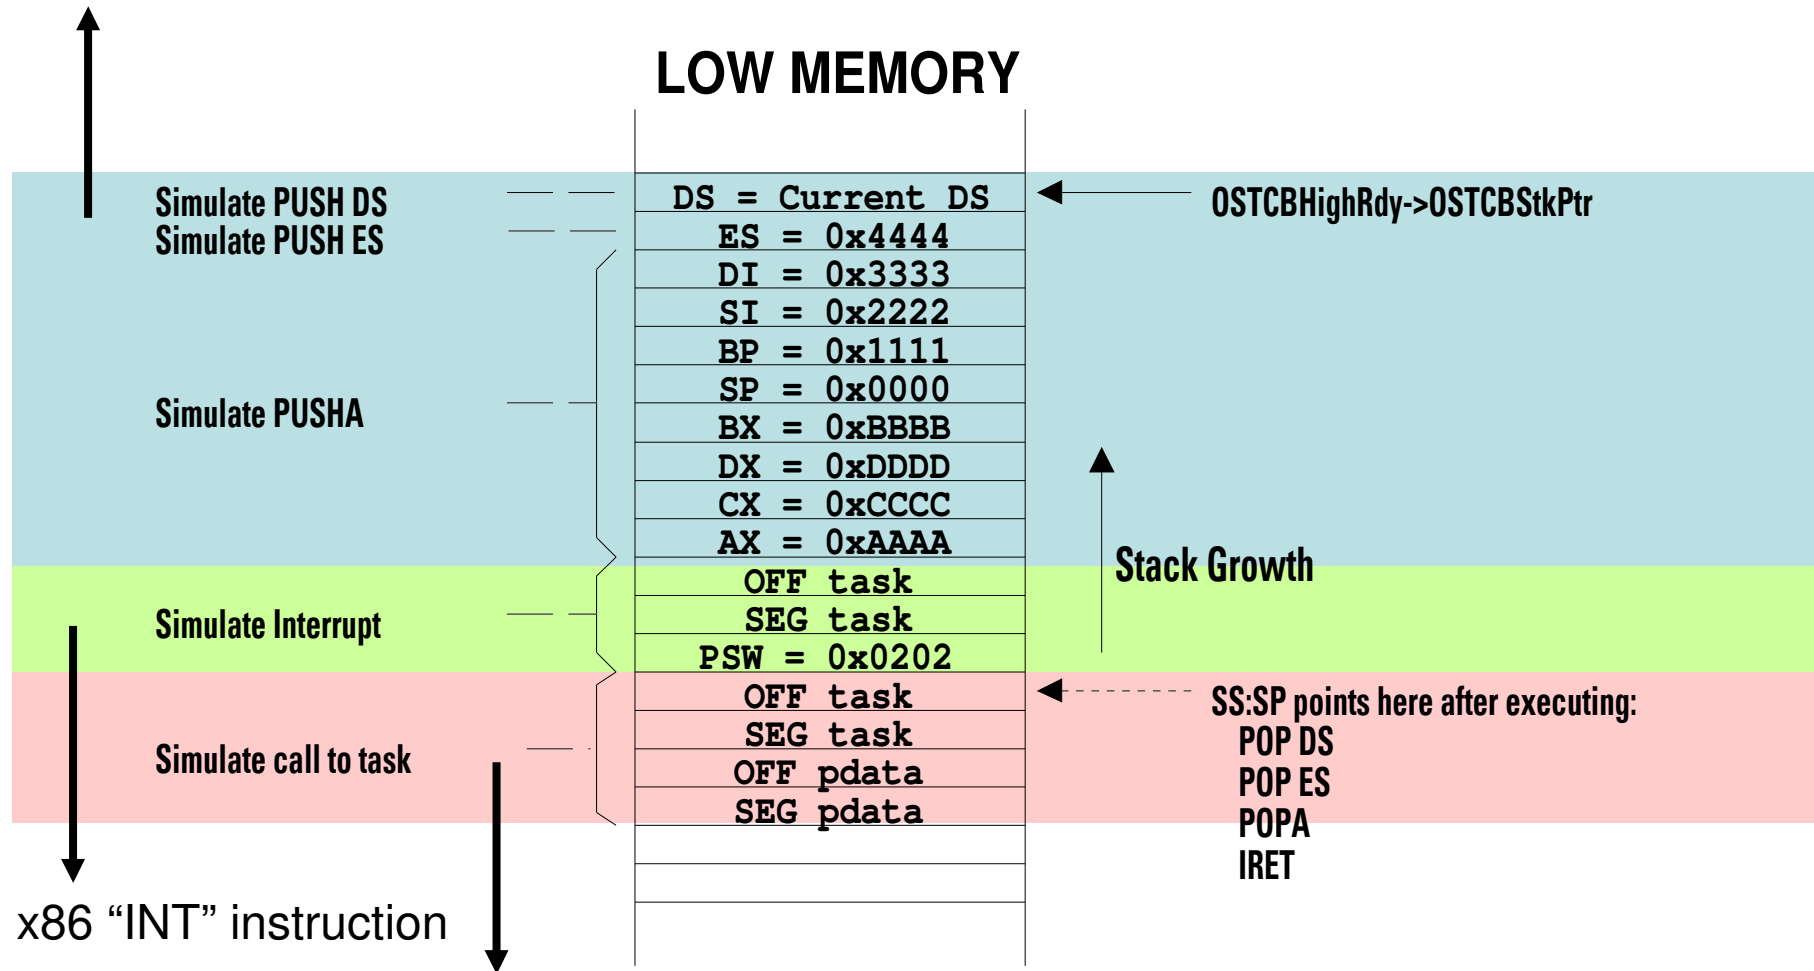 LOW MEMORY
Simulate PUSH DS
DS = Current DS
OSTCBHighRdy->OSTCBStkPtr
Simulate PUSH ES
ES = 0x4444
DI = 0x3333
SI = 0x2222
BP = 0x1111
SP = 0x0000
Simulate PUSHA
BX = 0xBBBB
DX = 0xDDDD
CX = 0xCCCC
AX = 0xAAAA
Stack Growth
OFF task
SEG task
Simulate Interrupt
PSW = 0x0202
OFF task
SS:SP points here after executing:
SEG task
POP DS
Simulate call to task
OFF pdata
POP ES
SEG pdata
POPA
IRET
x86 “INT” instruction